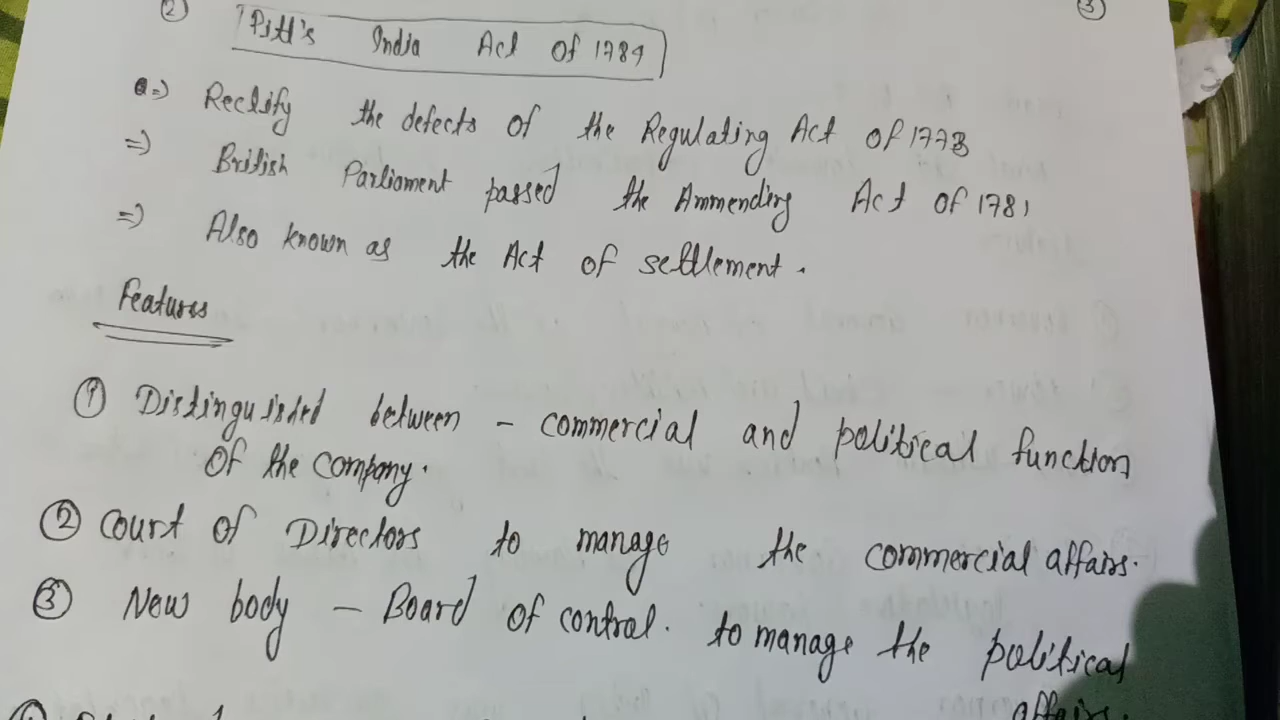 ②
③
Pitt's India Act Of 1784
⇒ Rectify the defects of the Regulating Act of 1773
⇒ British Parliament passed the Ammending Act of 1781
⇒ Also known as the Act of settlement.
Features
① Distinguished between - commercial and political function
of the company.
② Court of Directors to manage the commercial affairs.
③ New body - Board of control. to manage the political
affairs.